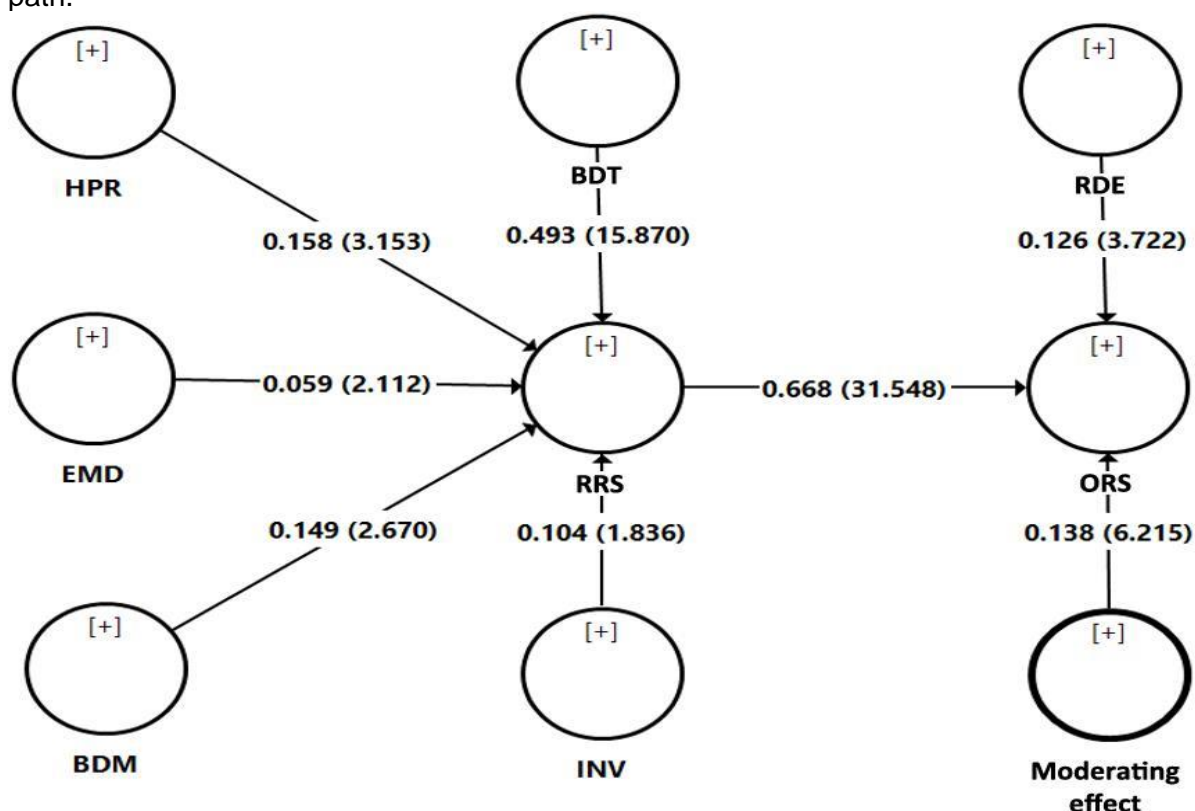 path.
[+]
[+]
[+]
HPR
BDT
RDE
0.158 (3.153)
0.493 (15.870)
0.126 (3.722)
[+]
[+]
[+]
0.059 (2.112)
0.668 (31.548)
EMD
RRS
ORS
0.149 (2.670)
0.104 (1.836)
0.138 (6.215)
[+]
[+]
[+]
BDM
INV
Moderating
effect